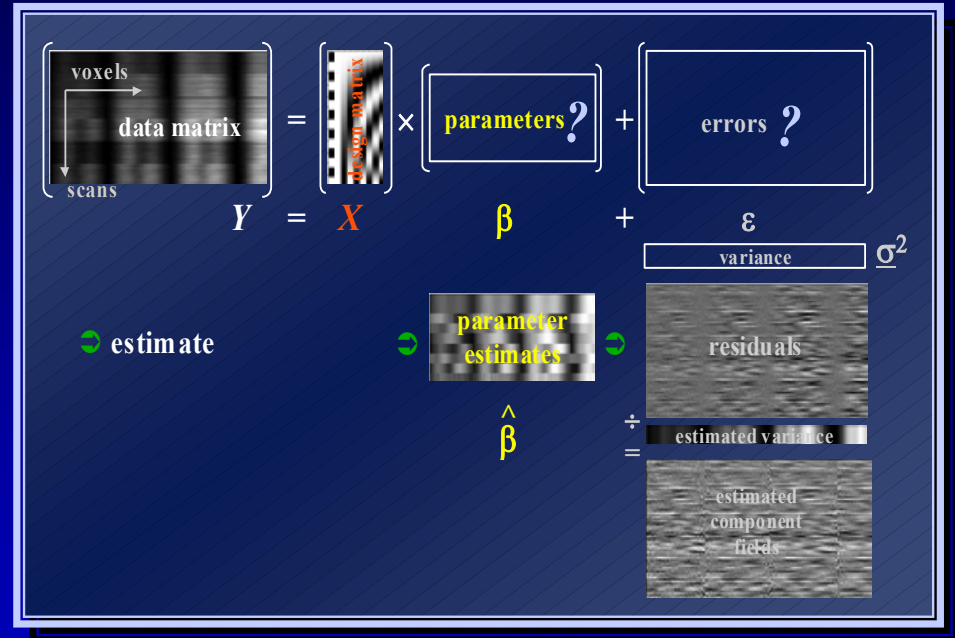 voxels
data matrix
scans
=
design matrix
×
parameters ?
+
errors ?
Y = X β + ε
variance σ²
➲ estimate
➲
parameter
estimates
➲
residuals
^
β
÷
estimated variance
=
estimated
component
fields